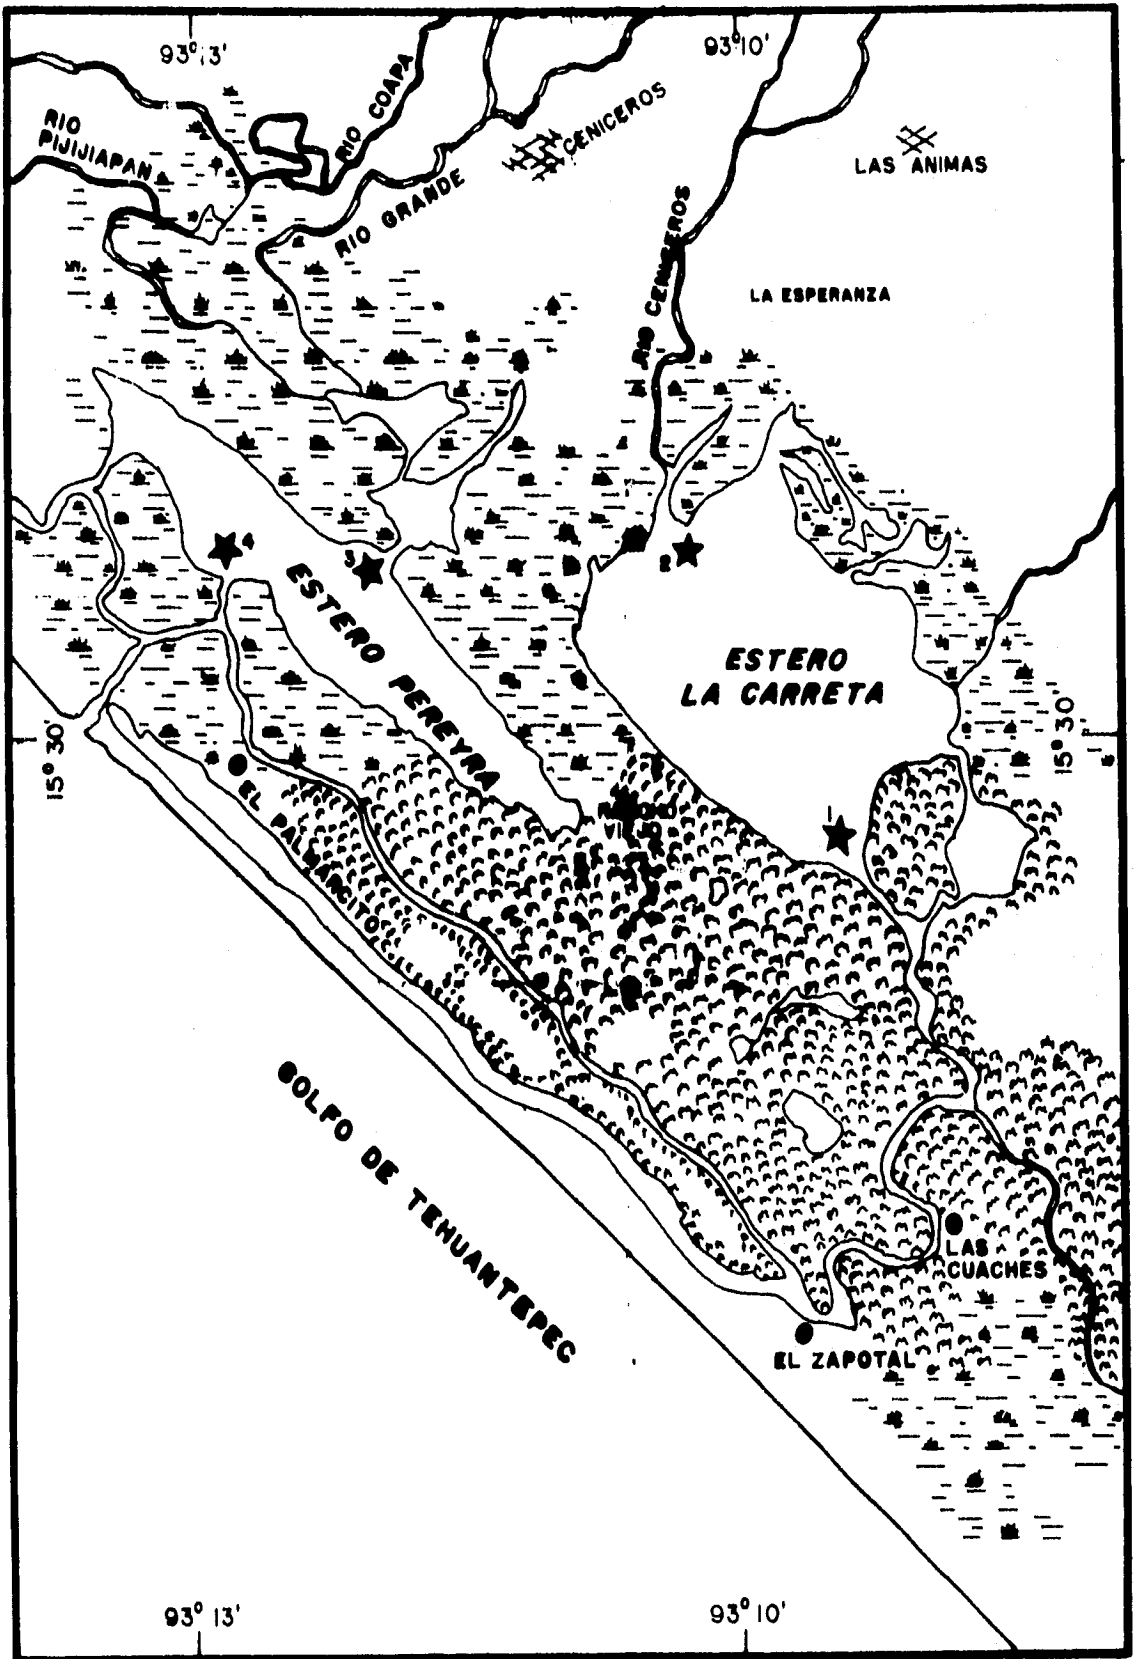 93° 13'
93° 10'
RIO
PIJIJIAPAN
RIO COAPA
CENICEROS
LAS ANIMAS
RIO GRANDE
RIO CENICEROS
LA ESPERANZA
4
3
2
ESTERO PEREYRA
ESTERO
LA CARRETA
15° 30'
15° 30'
1
RANCHO
VIEJO
EL PALMARCITO
GOLFO DE TEHUANTEPEC
LAS
CUACHES
EL ZAPOTAL
93° 13'
93° 10'